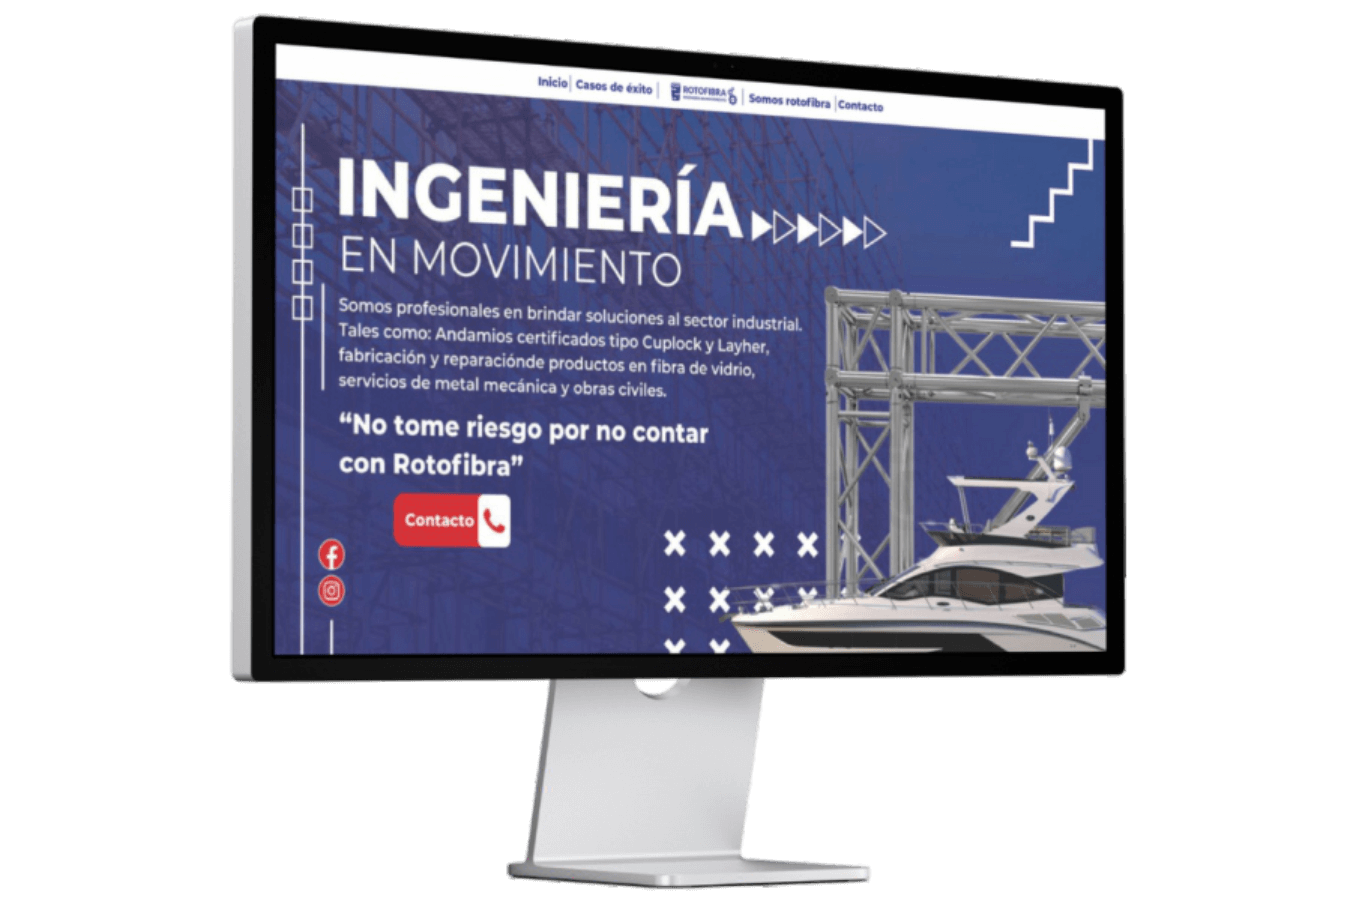 Inicio
Casos de éxito
ROTOFIBRA
Somos rotofibra
Contacto
INGENIERÍA
EN MOVIMIENTO
Somos profesionales en brindar soluciones al sector industrial.
Tales como: Andamios certificados tipo Cuplock y Layher,
fabricación y reparaciónde productos en fibra de vidrio,
servicios de metal mecánica y obras civiles.
“No tome riesgo por no contar
con Rotofibra”
Contacto